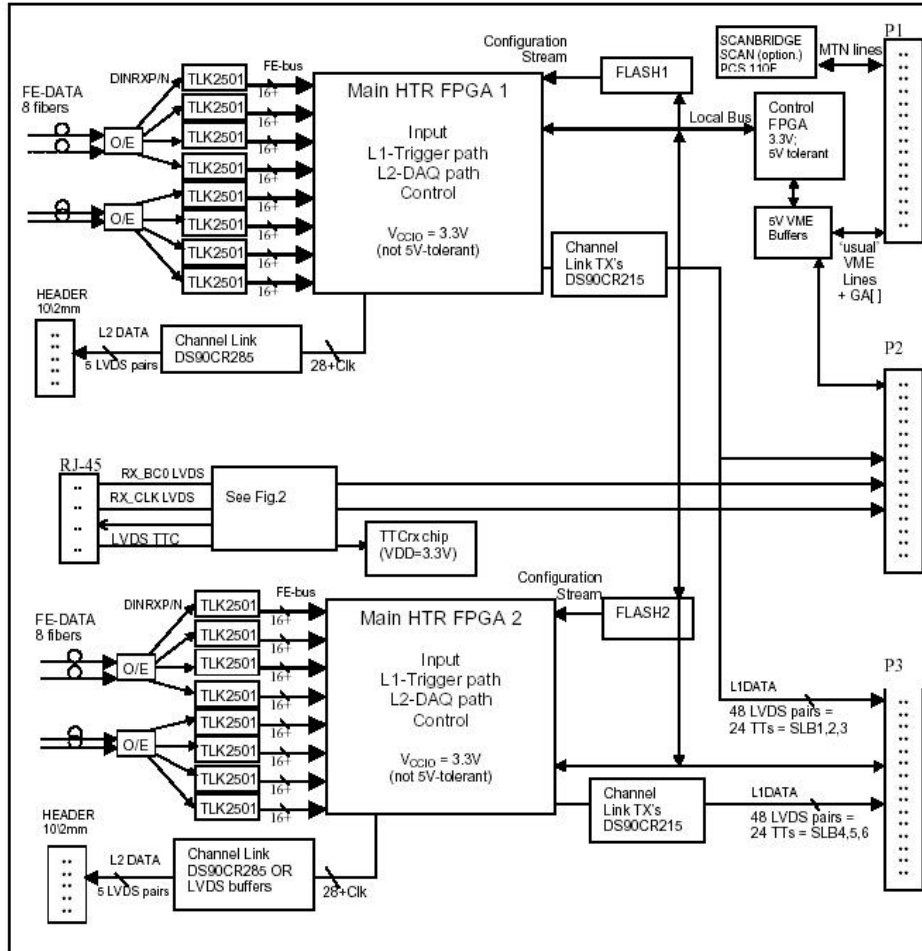 P1
SCANBRIDGE
SCAN (option.)
PCS 110F
MTN lines
Configuration
Stream
FLASH1
FE-bus
DINRXP/N
TLK2501
16+
TLK2501
16+
TLK2501
16+
TLK2501
16+
TLK2501
16+
TLK2501
16+
TLK2501
16+
TLK2501
16+
FE-DATA
8 fibers
O/E
O/E
Main HTR FPGA 1
Input
L1-Trigger path
L2-DAQ path
Control
VCCIO = 3.3V
(not 5V-tolerant)
Local Bus
Control
FPGA
3.3V;
5V tolerant
5V VME
Buffers
'usual'
VME
Lines
+ GA[ ]
Channel
Link TX's
DS90CR215
HEADER
10\2mm
L2 DATA
5 LVDS pairs
Channel Link
DS90CR285
28+Clk
P2
RJ-45
RX_BC0 LVDS
RX_CLK LVDS
LVDS TTC
See Fig.2
TTCrx chip
(VDD=3.3V)
Configuration
Stream
FLASH2
FE-bus
DINRXP/N
TLK2501
16+
TLK2501
16+
TLK2501
16+
TLK2501
16+
TLK2501
16+
TLK2501
16+
TLK2501
16+
TLK2501
16+
FE-DATA
8 fibers
O/E
O/E
Main HTR FPGA 2
Input
L1-Trigger path
L2-DAQ path
Control
VCCIO = 3.3V
(not 5V-tolerant)
P3
L1DATA
48 LVDS pairs =
24 TTs = SLB1,2,3
Channel
Link TX's
DS90CR215
L1DATA
48 LVDS pairs =
24 TTs = SLB4,5,6
HEADER
10\2mm
L2 DATA
5 LVDS pairs
Channel Link
DS90CR285 OR
LVDS buffers
28+Clk